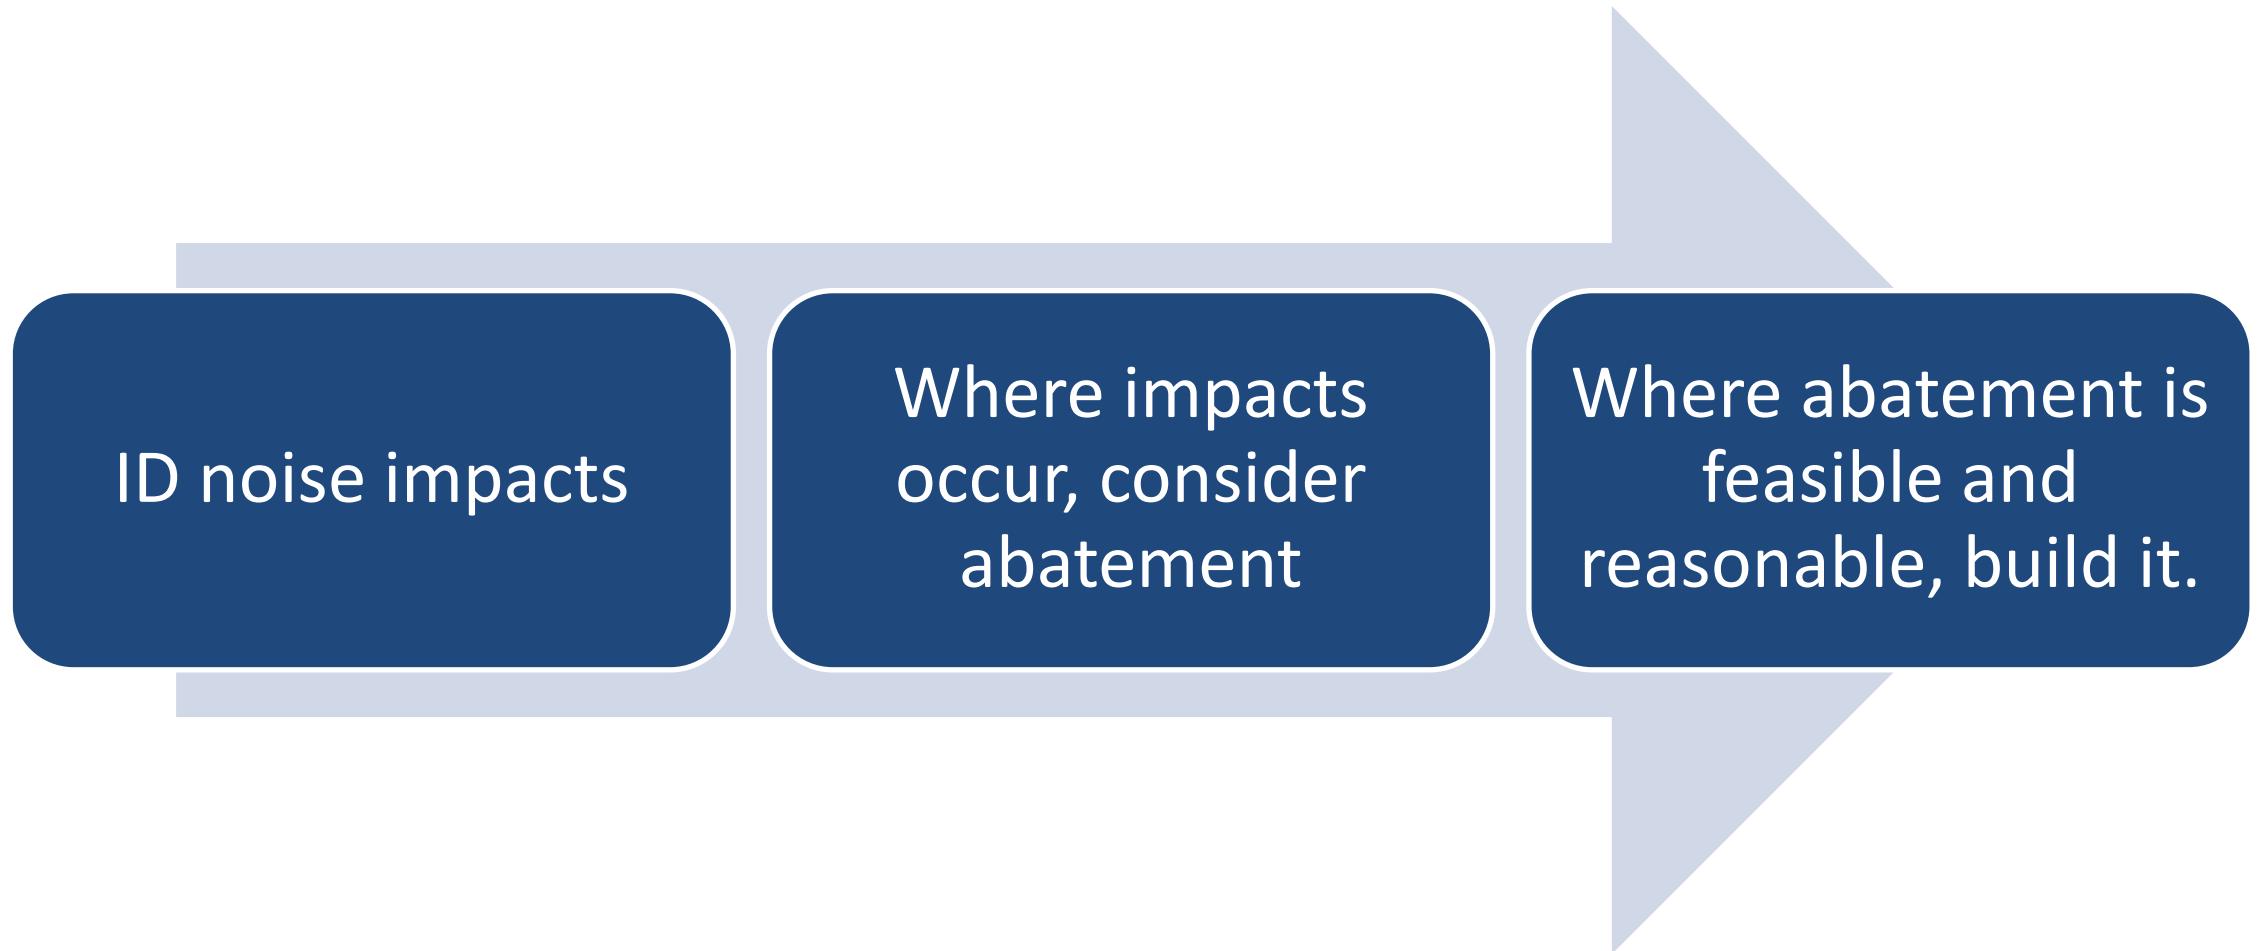 ID noise impacts
Where impacts
occur, consider
abatement
Where abatement is
feasible and
reasonable, build it.